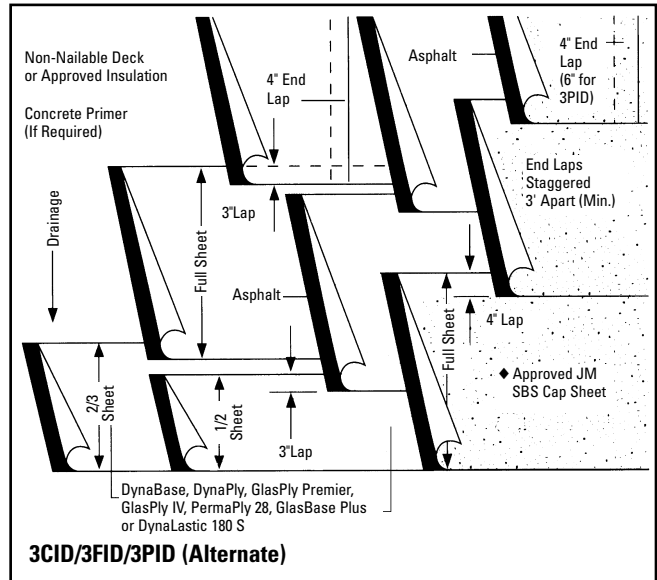 Non-Nailable Deck
or Approved Insulation
Concrete Primer
(If Required)
4" End
Lap
Asphalt
4" End
Lap
(6" for
3PID)
End Laps
Staggered
3' Apart (Min.)
Drainage
Full Sheet
3"Lap
Asphalt
Full Sheet
4" Lap
2/3
Sheet
1/2
Sheet
3"Lap
♦ Approved JM
SBS Cap Sheet
DynaBase, DynaPly, GlasPly Premier,
GlasPly IV, PermaPly 28, GlasBase Plus
or DynaLastic 180 S
3CID/3FID/3PID (Alternate)